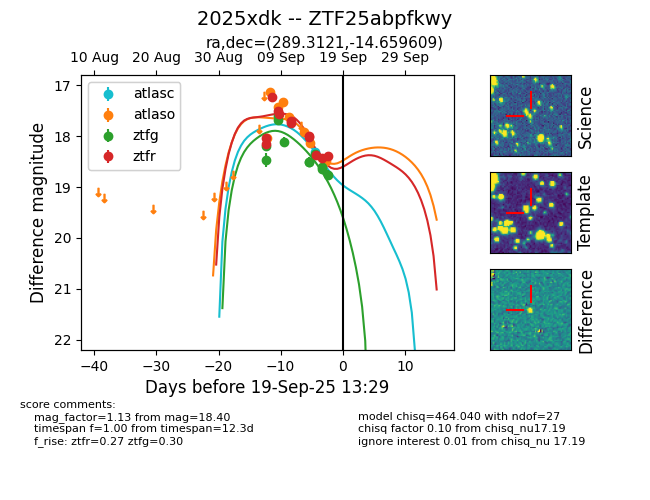 2025xdk -- ZTF25abpfkwy
ra,dec=(289.3121,-14.659609)
10 Aug 20 Aug 30 Aug 09 Sep 19 Sep 29 Sep
17
18
19
20
21
22
Difference magnitude
atlasc
atlaso
ztfg
ztfr
−40 −30 −20 −10 0 10
Days before 19-Sep-25 13:29
Science
Template
Difference
score comments:
mag_factor=1.13 from mag=18.40
timespan f=1.00 from timespan=12.3d
f_rise: ztfr=0.27 ztfg=0.30
model chisq=464.040 with ndof=27
chisq factor 0.10 from chisq_nu17.19
ignore interest 0.01 from chisq_nu 17.19